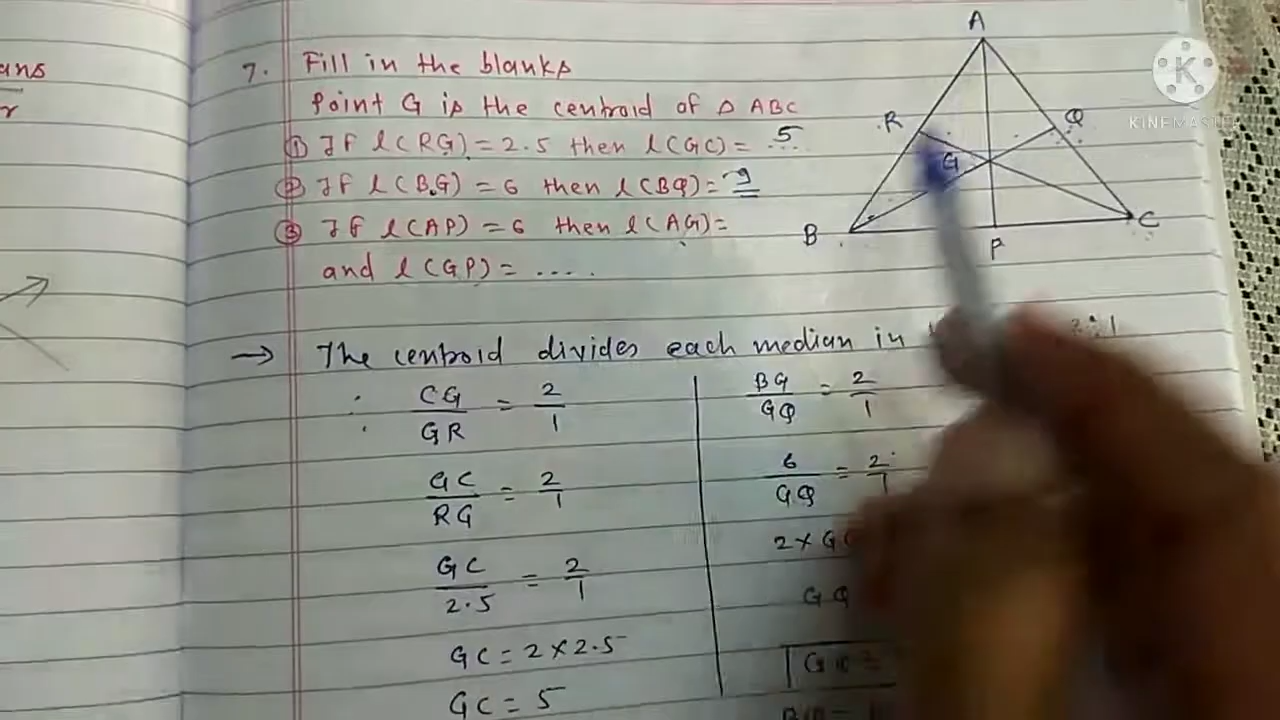 ans
r
7. Fill in the blanks
Point G is the centroid of Δ ABC
① If l(RG) = 2.5 then l(GC) = ..5..
② If l(BG) = 6 then l(BQ) = 9
③ If l(AP) = 6 then l(AG) =
and l(GP) = ....
A
R
Q
G
B
P
C
K
KINEMASTER
→ The centroid divides each median in 2:1
∴ CG/GR = 2/1
GC/RG = 2/1
GC/2.5 = 2/1
GC = 2×2.5
GC = 5
BG/GQ = 2/1
6/GQ = 2/1
2×G
GQ